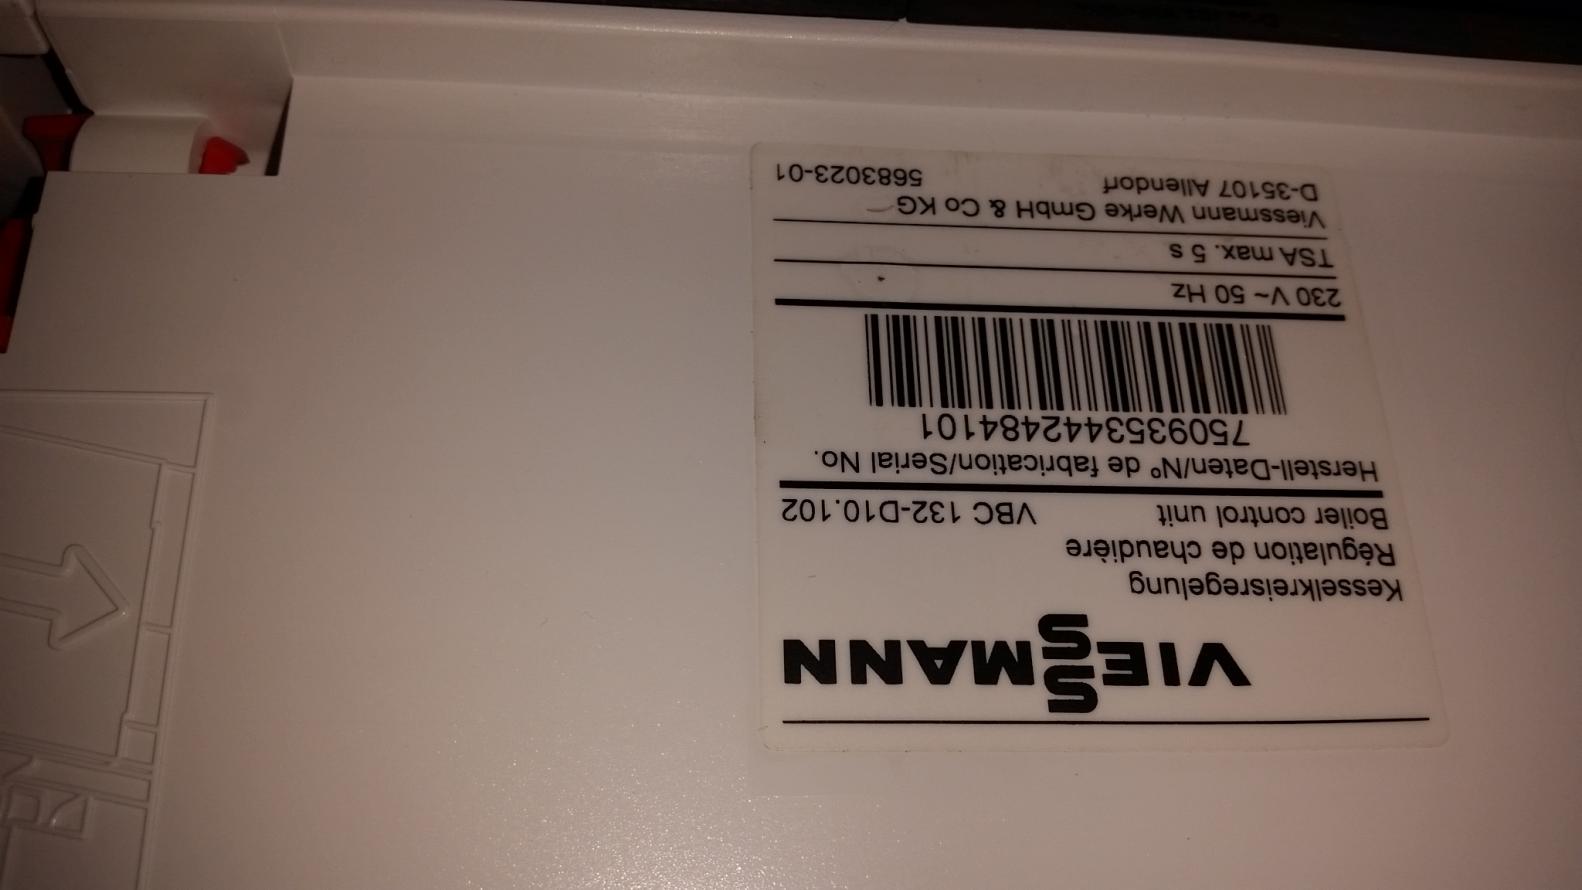 VIESSMANN
Kesselkreisregelung
Régulation de chaudière
Boiler control unit VBC 132-D10.102
Herstell-Daten/N° de fabrication/Serial No.
7509353442484101
230 V~ 50 Hz
TSA max. 5 s
Viessmann Werke GmbH & Co KG
D-35107 Allendorf 5683023-01